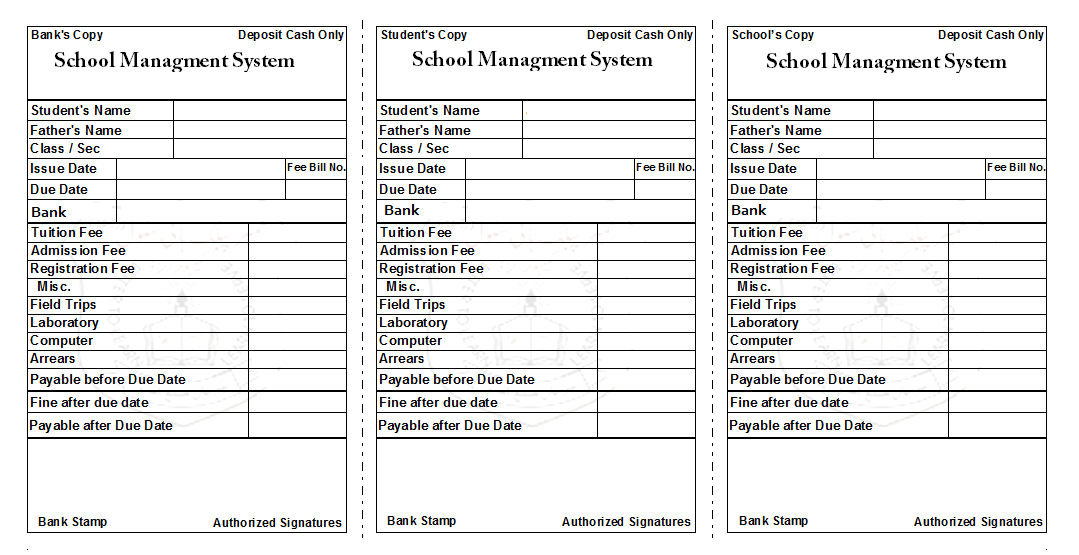 Bank's Copy Deposit Cash Only
School Managment System
Student's Name
Father's Name
Class / Sec
Issue Date Fee Bill No.
Due Date
Bank
Tuition Fee
Admission Fee
Registration Fee
Misc.
Field Trips
Laboratory
Computer
Arrears
Payable before Due Date
Fine after due date
Payable after Due Date
Bank Stamp Authorized Signatures
Student's Copy Deposit Cash Only
School Managment System
Student's Name
Father's Name
Class / Sec
Issue Date Fee Bill No.
Due Date
Bank
Tuition Fee
Admission Fee
Registration Fee
Misc.
Field Trips
Laboratory
Computer
Arrears
Payable before Due Date
Fine after due date
Payable after Due Date
Bank Stamp Authorized Signatures
School's Copy Deposit Cash Only
School Managment System
Student's Name
Father's Name
Class / Sec
Issue Date Fee Bill No.
Due Date
Bank
Tuition Fee
Admission Fee
Registration Fee
Misc.
Field Trips
Laboratory
Computer
Arrears
Payable before Due Date
Fine after due date
Payable after Due Date
Bank Stamp Authorized Signatures